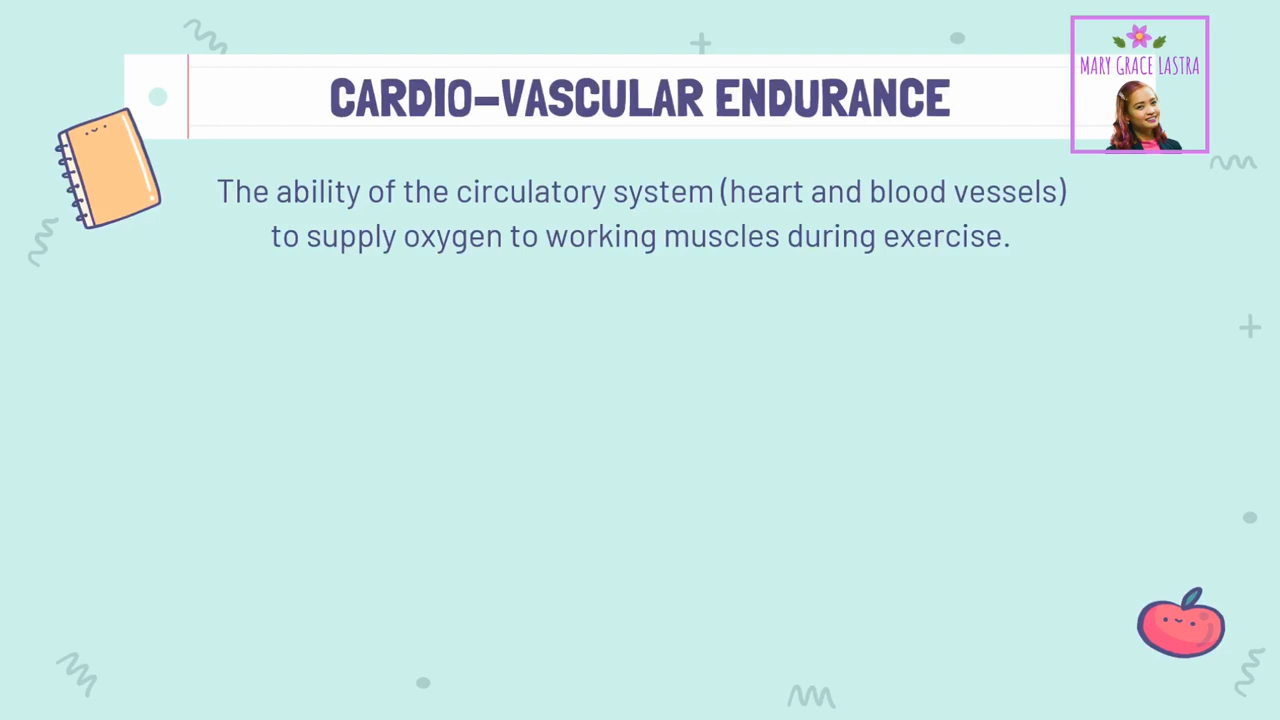 CARDIO-VASCULAR ENDURANCE
MARY GRACE LASTRA
The ability of the circulatory system (heart and blood vessels)
to supply oxygen to working muscles during exercise.